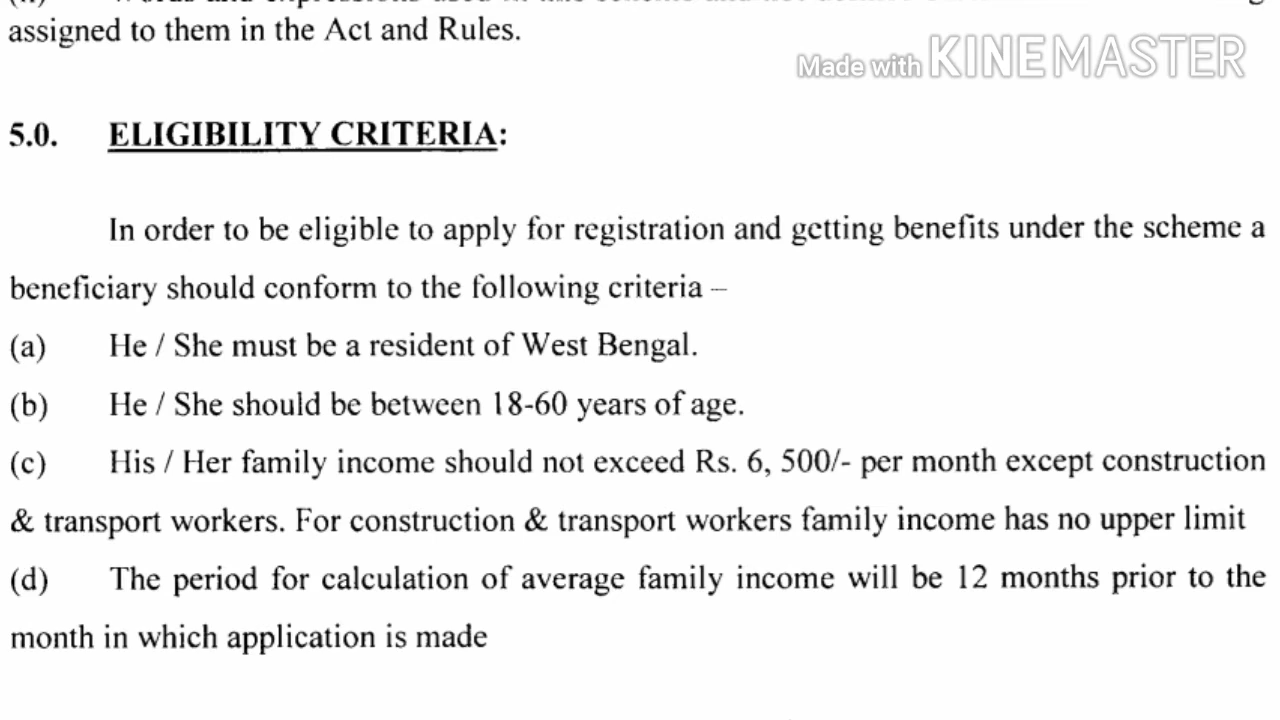 assigned to them in the Act and Rules.
Made with KINEMASTER
5.0. ELIGIBILITY CRITERIA:
In order to be eligible to apply for registration and getting benefits under the scheme a
beneficiary should conform to the following criteria –
(a) He / She must be a resident of West Bengal.
(b) He / She should be between 18-60 years of age.
(c) His / Her family income should not exceed Rs. 6, 500/- per month except construction
& transport workers. For construction & transport workers family income has no upper limit
(d) The period for calculation of average family income will be 12 months prior to the
month in which application is made